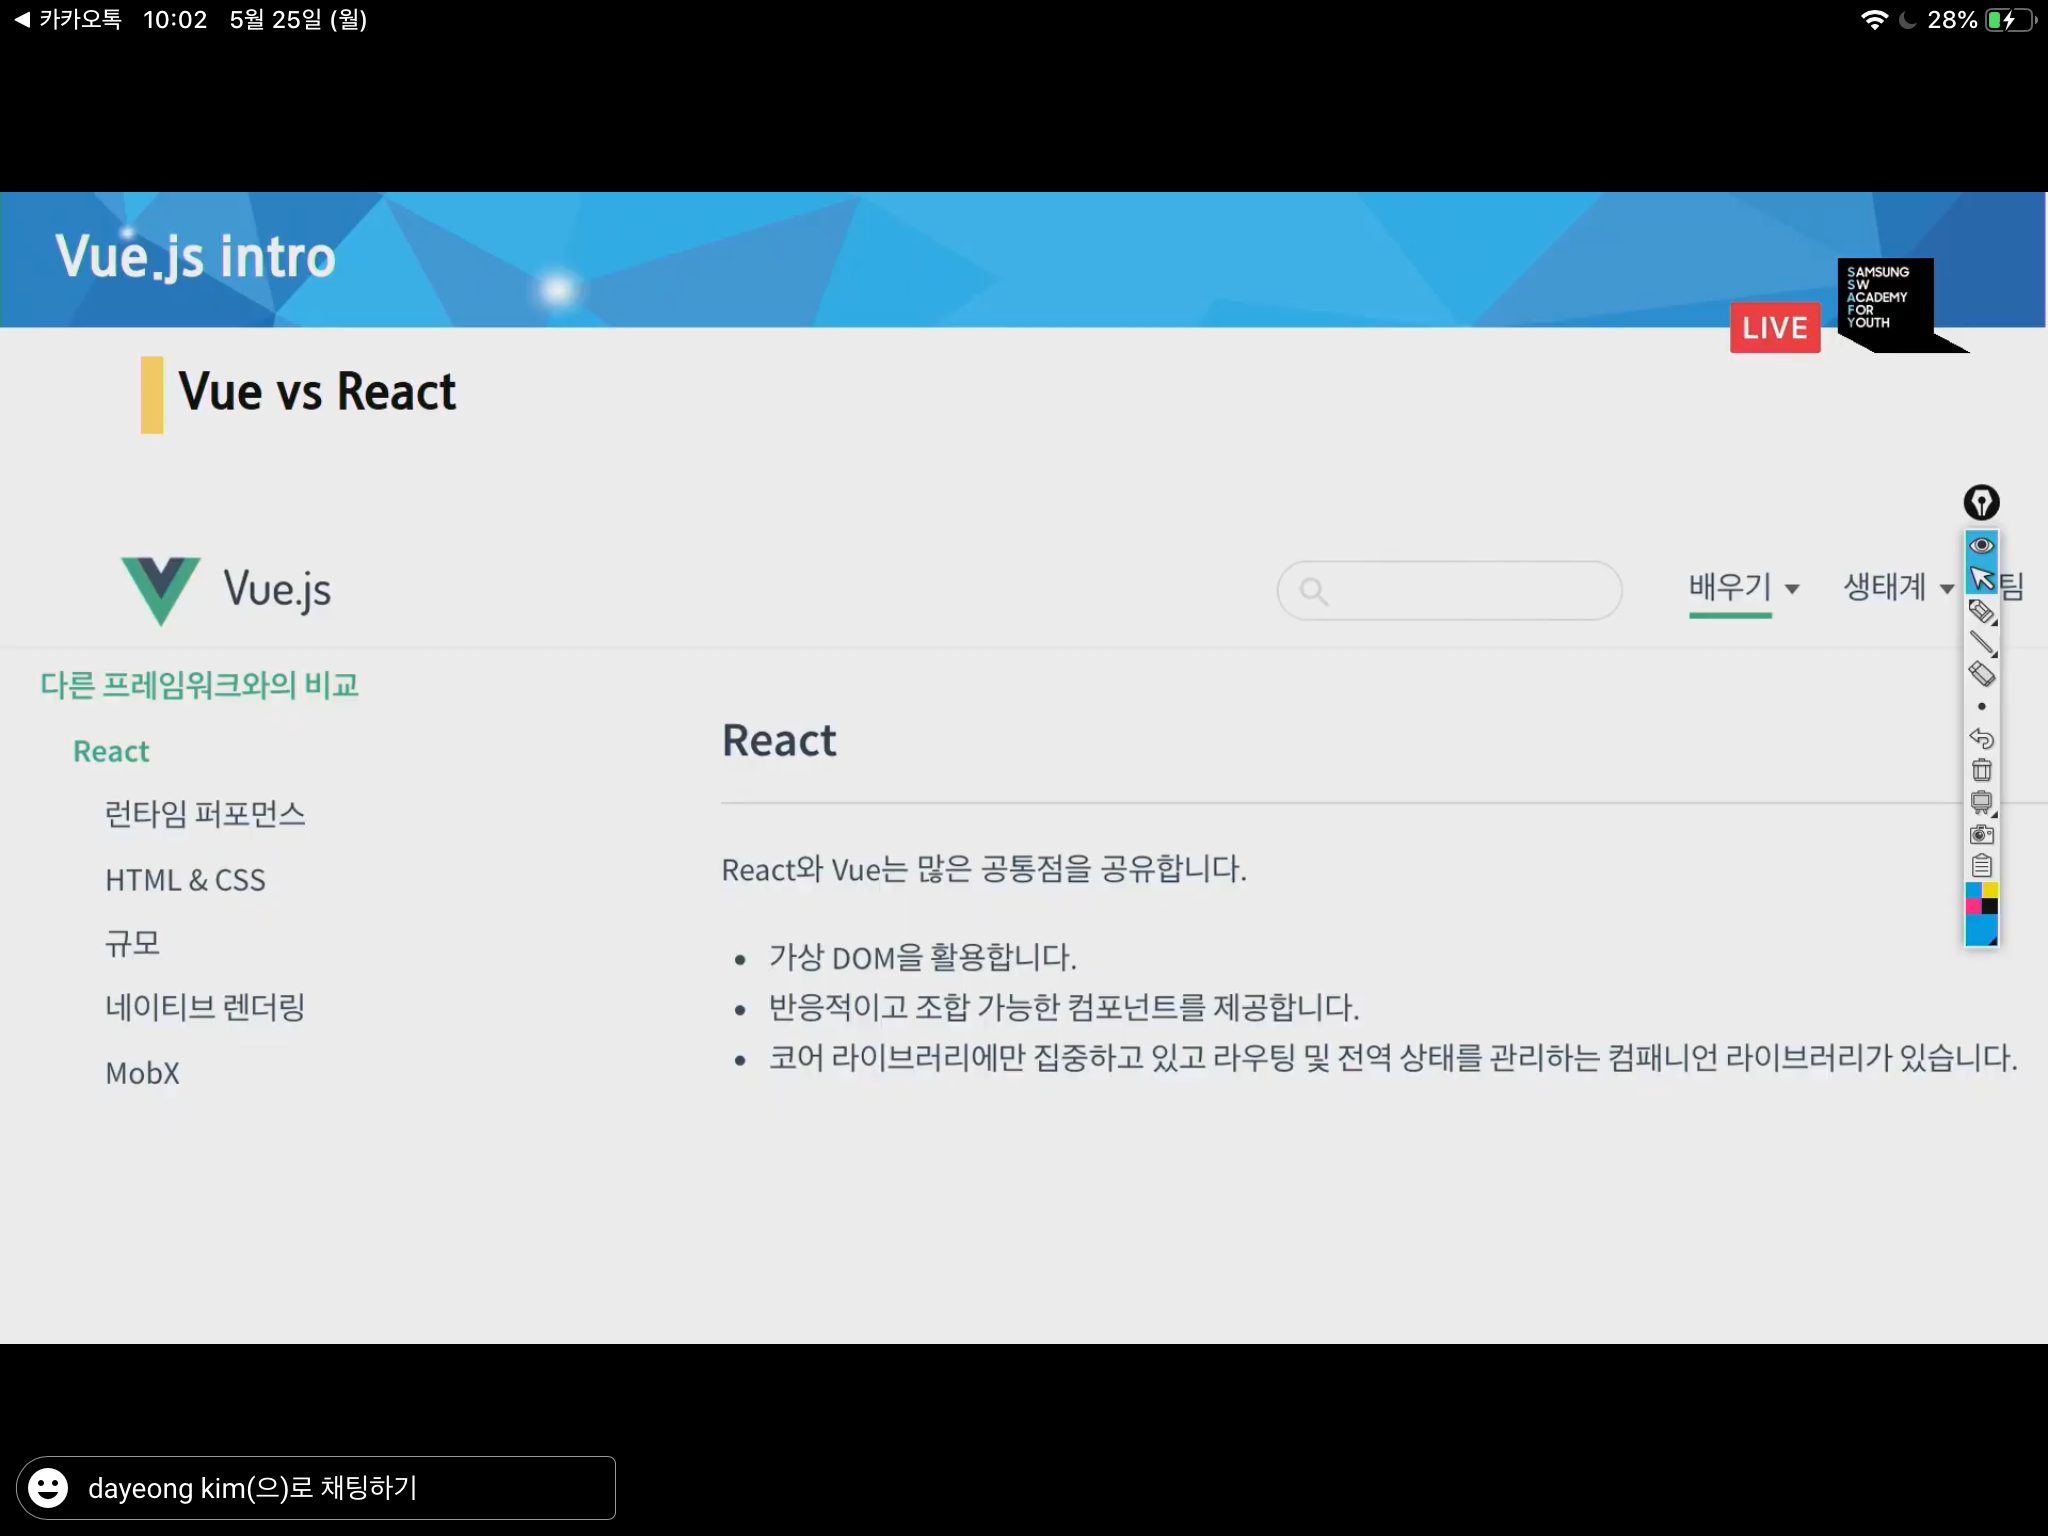 카카오톡 10:02 5월 25일 (월)
28%
Vue.js intro
SAMSUNG
SW
ACADEMY
FOR
YOUTH
LIVE
Vue vs React
Vue.js
배우기
생태계
팀
다른 프레임워크와의 비교
React
런타임 퍼포먼스
HTML & CSS
규모
네이티브 렌더링
MobX
React
React와 Vue는 많은 공통점을 공유합니다.
• 가상 DOM을 활용합니다.
• 반응적이고 조합 가능한 컴포넌트를 제공합니다.
• 코어 라이브러리에만 집중하고 있고 라우팅 및 전역 상태를 관리하는 컴패니언 라이브러리가 있습니다.
dayeong kim(으)로 채팅하기